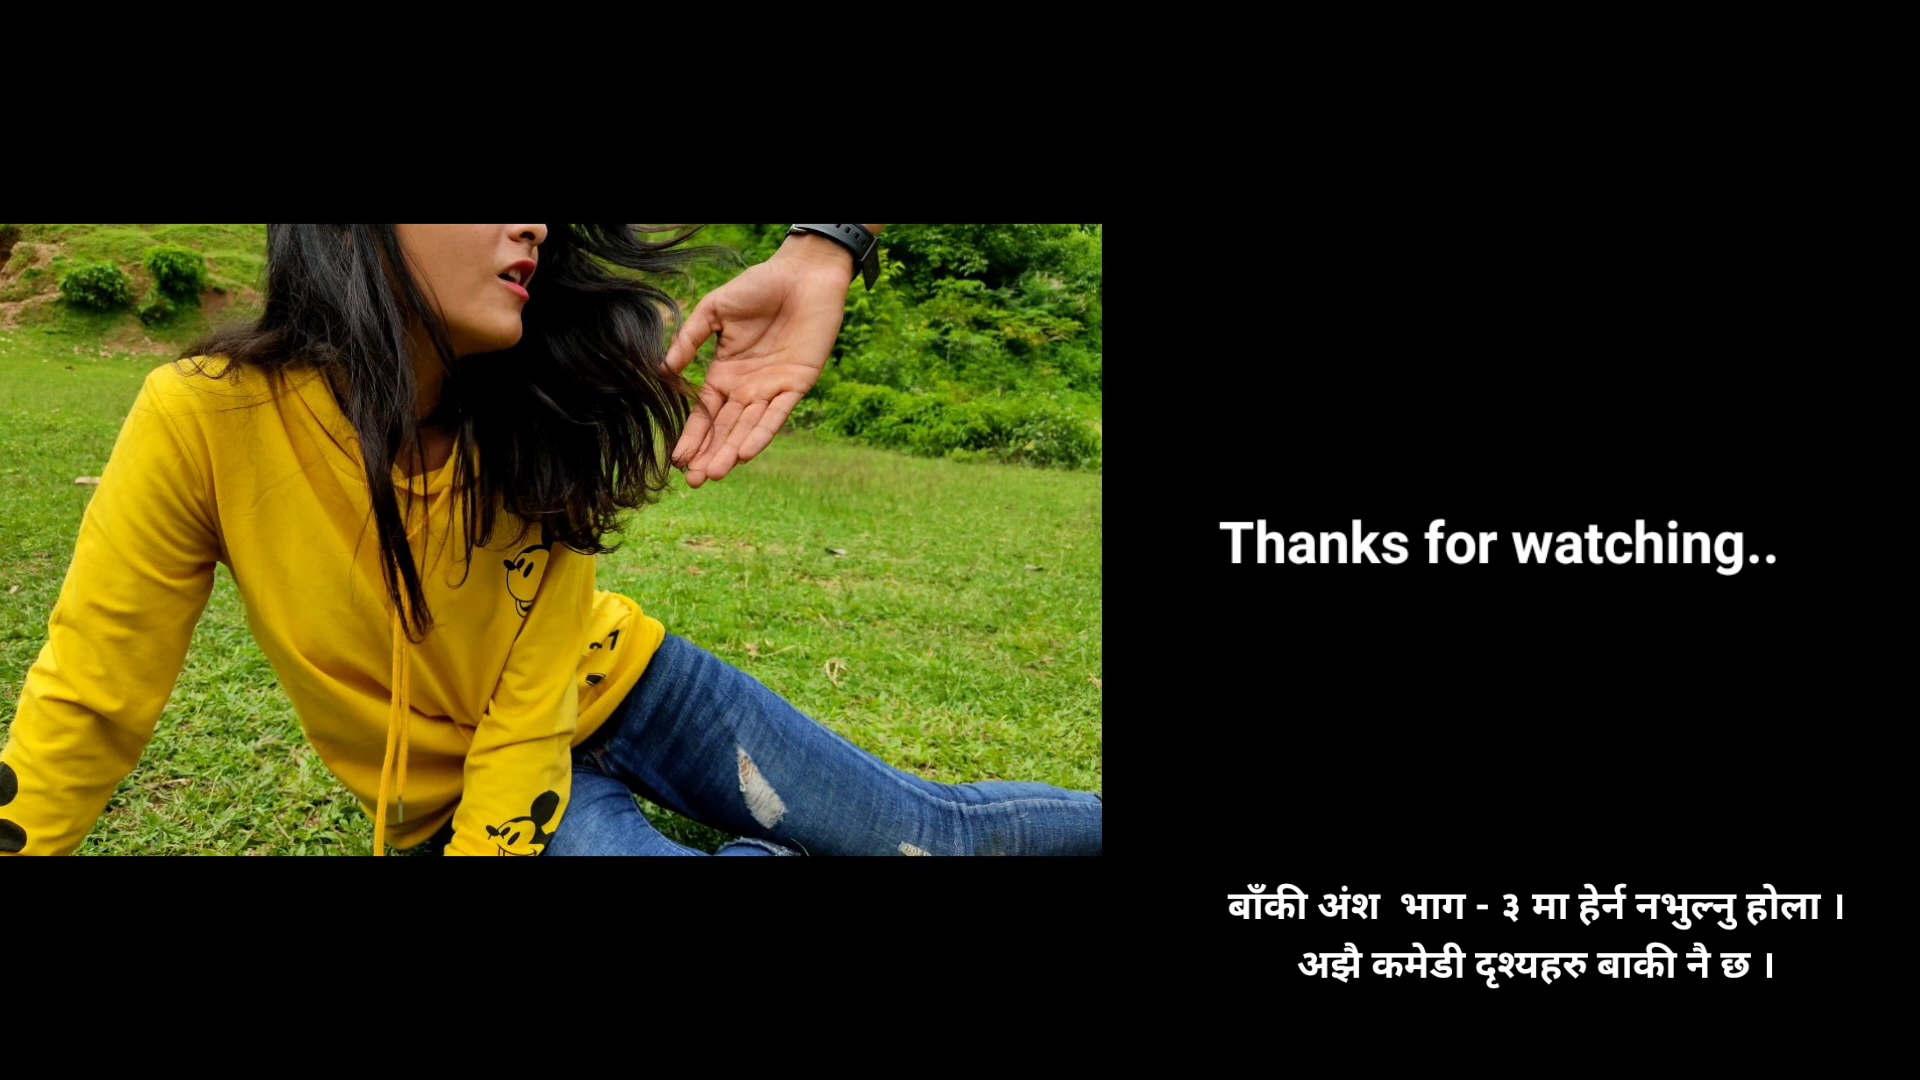 Thanks for watching..
बाँकी अंश भाग - ३ मा हेर्न नभुल्नु होला ।
अझै कमेडी दृश्यहरु बाकी नै छ ।